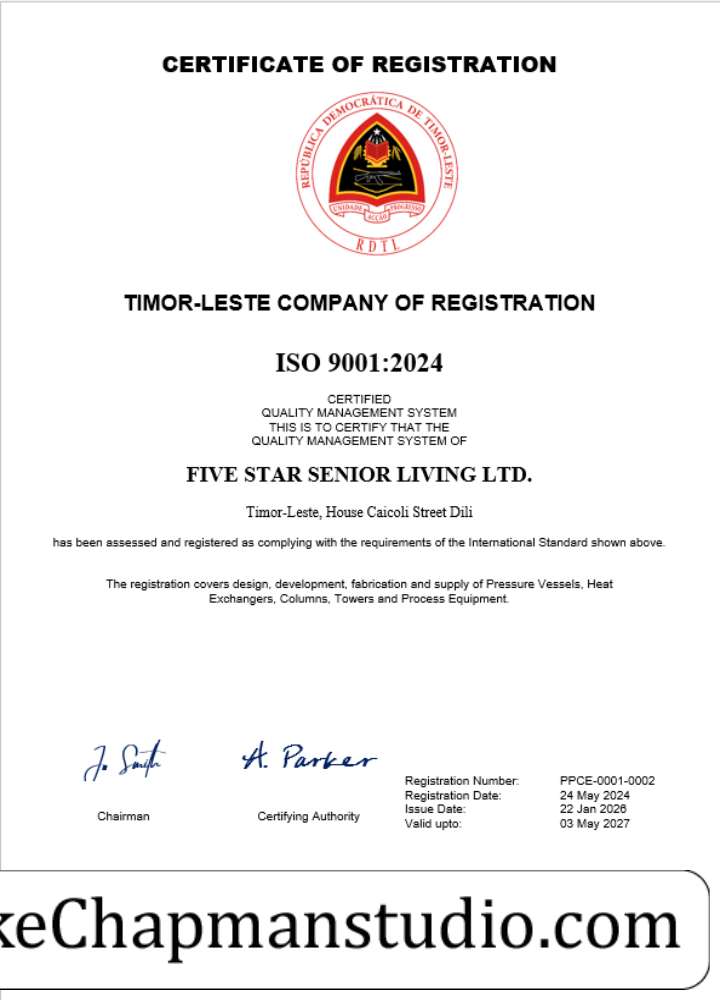 CERTIFICATE OF REGISTRATION
REPÚBLICA DEMOCRÁTICA DE TIMOR-LESTE
UNIDADE ACCÃO PROGRESSO
RDTL
TIMOR-LESTE COMPANY OF REGISTRATION
ISO 9001:2024
CERTIFIED
QUALITY MANAGEMENT SYSTEM
THIS IS TO CERTIFY THAT THE
QUALITY MANAGEMENT SYSTEM OF
FIVE STAR SENIOR LIVING LTD.
Timor-Leste, House Caicoli Street Dili
has been assessed and registered as complying with the requirements of the International Standard shown above.
The registration covers design, development, fabrication and supply of Pressure Vessels, Heat
Exchangers, Columns, Towers and Process Equipment.
J. Smith
A. Parker
Chairman
Certifying Authority
Registration Number: PPCE-0001-0002
Registration Date: 24 May 2024
Issue Date: 22 Jan 2026
Valid upto: 03 May 2027
keChapmanstudio.com